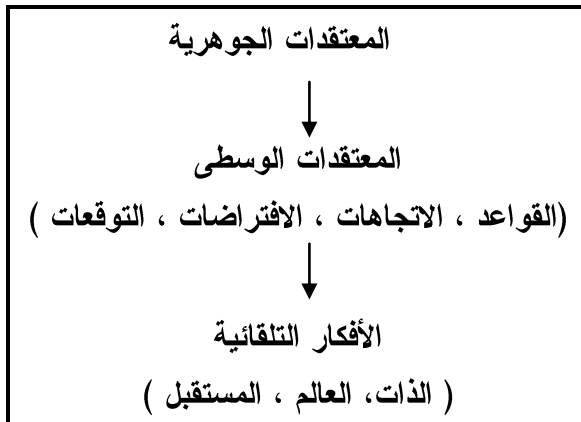 المعتقدات الجوهرية
المعتقدات الوسطى
(القواعد ، الاتجاهات ، الافتراضات ، التوقعات )
الأفكار التلقائية
( الذات، العالم ، المستقبل )